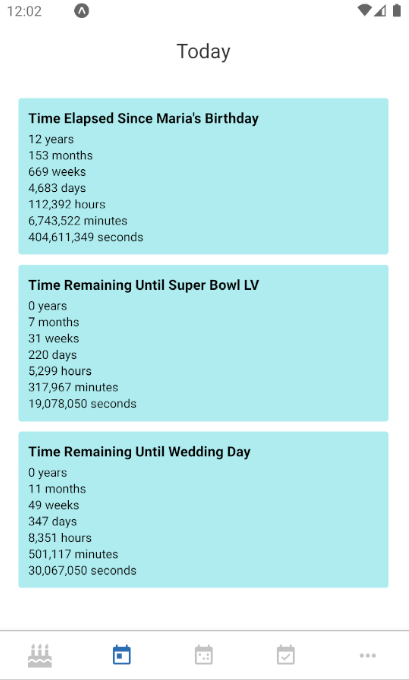 12:02
Today
Time Elapsed Since Maria's Birthday
12 years
153 months
669 weeks
4,683 days
112,392 hours
6,743,522 minutes
404,611,349 seconds
Time Remaining Until Super Bowl LV
0 years
7 months
31 weeks
220 days
5,299 hours
317,967 minutes
19,078,050 seconds
Time Remaining Until Wedding Day
0 years
11 months
49 weeks
347 days
8,351 hours
501,117 minutes
30,067,050 seconds